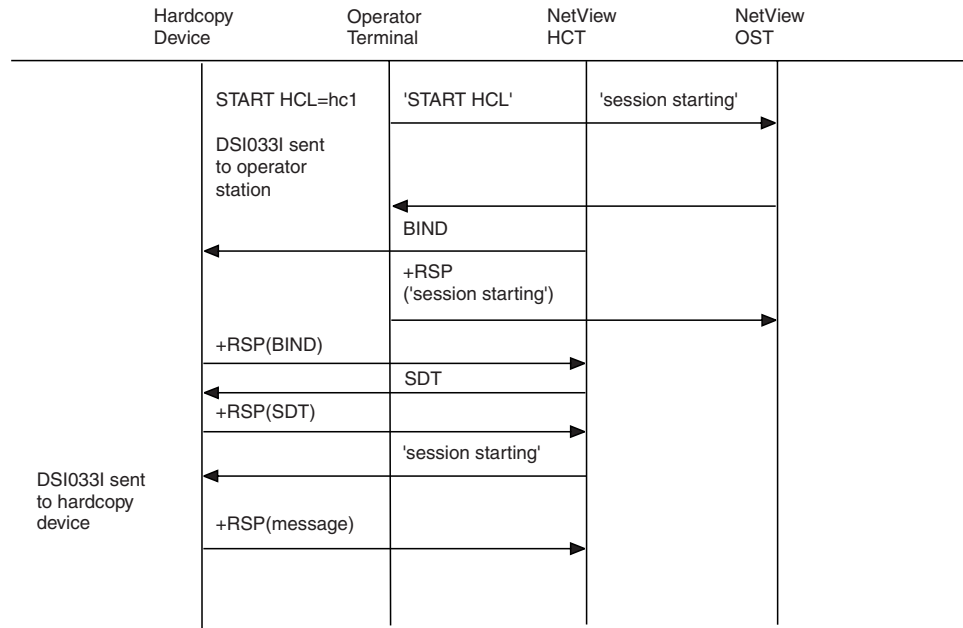 Hardcopy
Device
Operator
Terminal
NetView
HCT
NetView
OST
START HCL=hc1
'START HCL'
'session starting'
DSI033I sent
to operator
station
BIND
+RSP
('session starting')
+RSP(BIND)
SDT
+RSP(SDT)
'session starting'
DSI033I sent
to hardcopy
device
+RSP(message)